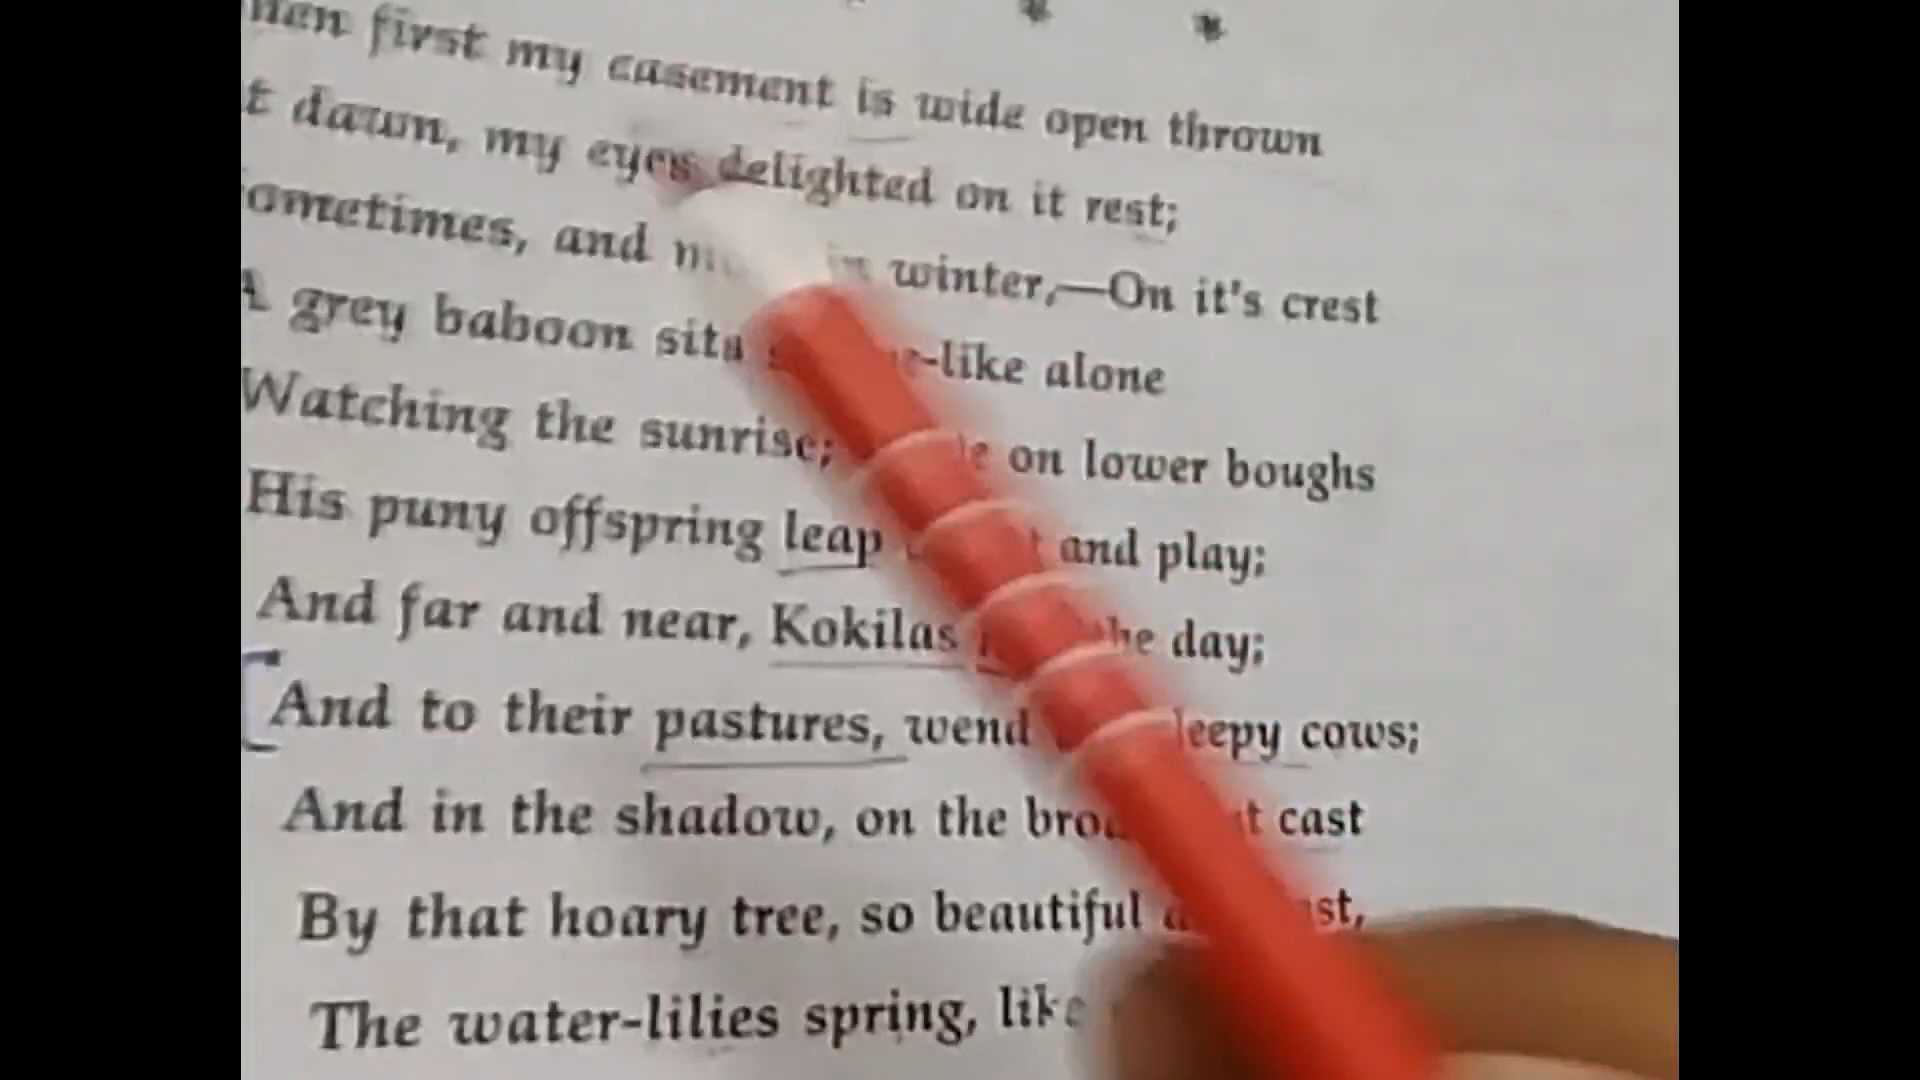 first my casement is wide open thrown
dawn, my eyes delighted on it rest;
and in winter,—On it's crest
grey baboon sits alone
Watching the sunrise; on lower boughs
His puny offspring leap and play;
And far and near, Kokilas the day;
And to their pastures, wend cows;
And in the shadow, on the cast
By that hoary tree, so beautiful
The water-lilies spring, like